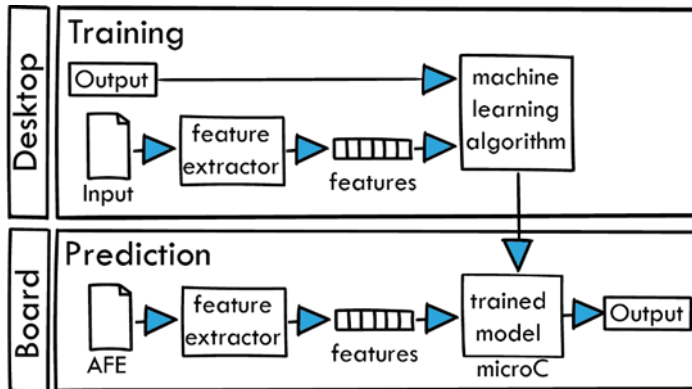 Desktop
Training
Output
machine
learning
algorithm
Input
feature
extractor
features
Board
Prediction
AFE
feature
extractor
features
trained
model
microC
Output